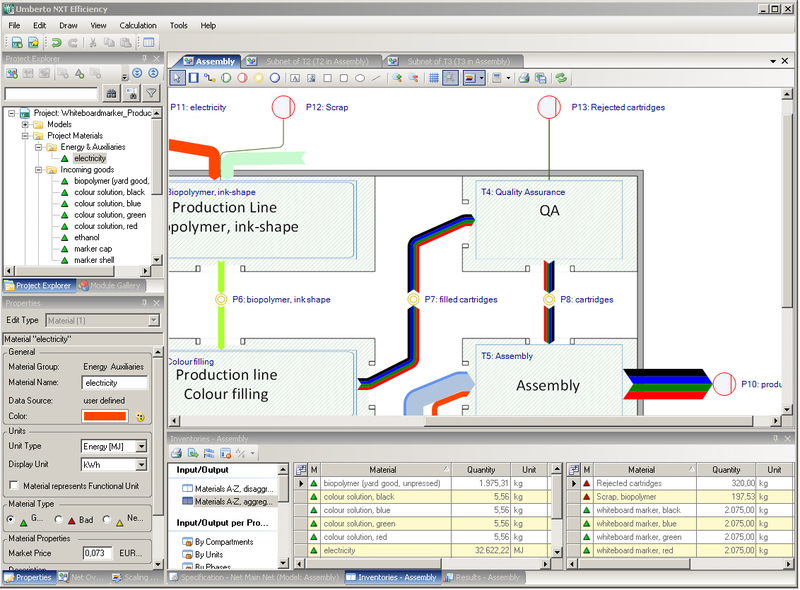 Umberto NXT Efficiency
File Edit Draw View Calculation Tools Help
Project Explorer
Project: Whiteboardmarker_Produc
Models
Project Materials
Energy & Auxiliaries
electricity
Incoming goods
biopolymer (yard good,
colour solution, black
colour solution, blue
colour solution, green
colour solution, red
ethanol
marker cap
marker shell
Project Explorer Module Gallery
Properties
Edit Type Material (1)
Material "electricity"
General
Material Group: Energy Auxiliaries
Material Name: electricity
Data Source: user defined
Color:
Units
Unit Type Energy [MJ]
Display Unit kWh
Material represents Functional Unit
Material Type
G... Bad Ne...
Material Properties
Market Price 0,073 EUR...
Description
Properties Net Ov... Scaling
Assembly Subnet of T2 (T2 in Assembly) Subnet of T3 (T3 in Assembly)
P11: electricity P12: Scrap P13: Rejected cartridges
Biopolyymer, ink-shape
Production Line
opolymer, ink-shape
T4: Quality Assurance
QA
P6: biopolymer, ink shape P7: filled cartridges P8: cartridges
Colour filling
Production line
Colour filling
T5: Assembly
Assembly
P10: produ
Inventories - Assembly
Input/Output
Materials A-Z, disaggr...
Materials A-Z, aggreg...
Input/Output per Pro...
By Compartments
By Units
By Phases
M Material Quantity Unit
biopolymer (yard good, unpressed) 1.975,31 kg
colour solution, black 5,56 kg
colour solution, blue 5,56 kg
colour solution, green 5,56 kg
colour solution, red 5,56 kg
electricity 32.622,22 MJ
M Material Quantity Unit
Rejected cartridges 320,00 kg
Scrap, biopolymer 197,53 kg
whiteboard marker, black 2.075,00 kg
whiteboard marker, blue 2.075,00 kg
whiteboard marker, green 2.075,00 kg
whiteboard marker, red 2.075,00 kg
Specification - Net Main Net (Model: Assembly) Inventories - Assembly Results - Assembly